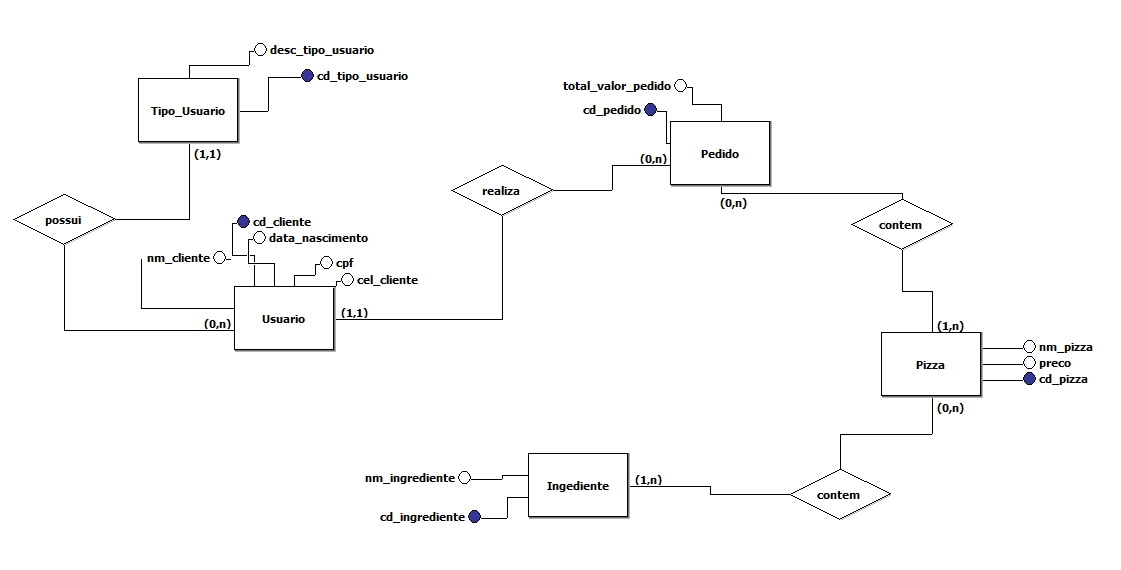 desc_tipo_usuario
cd_tipo_usuario
Tipo_Usuario
(1,1)
possui
cd_cliente
data_nascimento
nm_cliente
cpf
cel_cliente
(0,n)
Usuario
(1,1)
realiza
total_valor_pedido
cd_pedido
(0,n)
Pedido
(0,n)
contem
(1,n)
Pizza
nm_pizza
preco
cd_pizza
(0,n)
nm_ingrediente
cd_ingrediente
Ingediente
(1,n)
contem